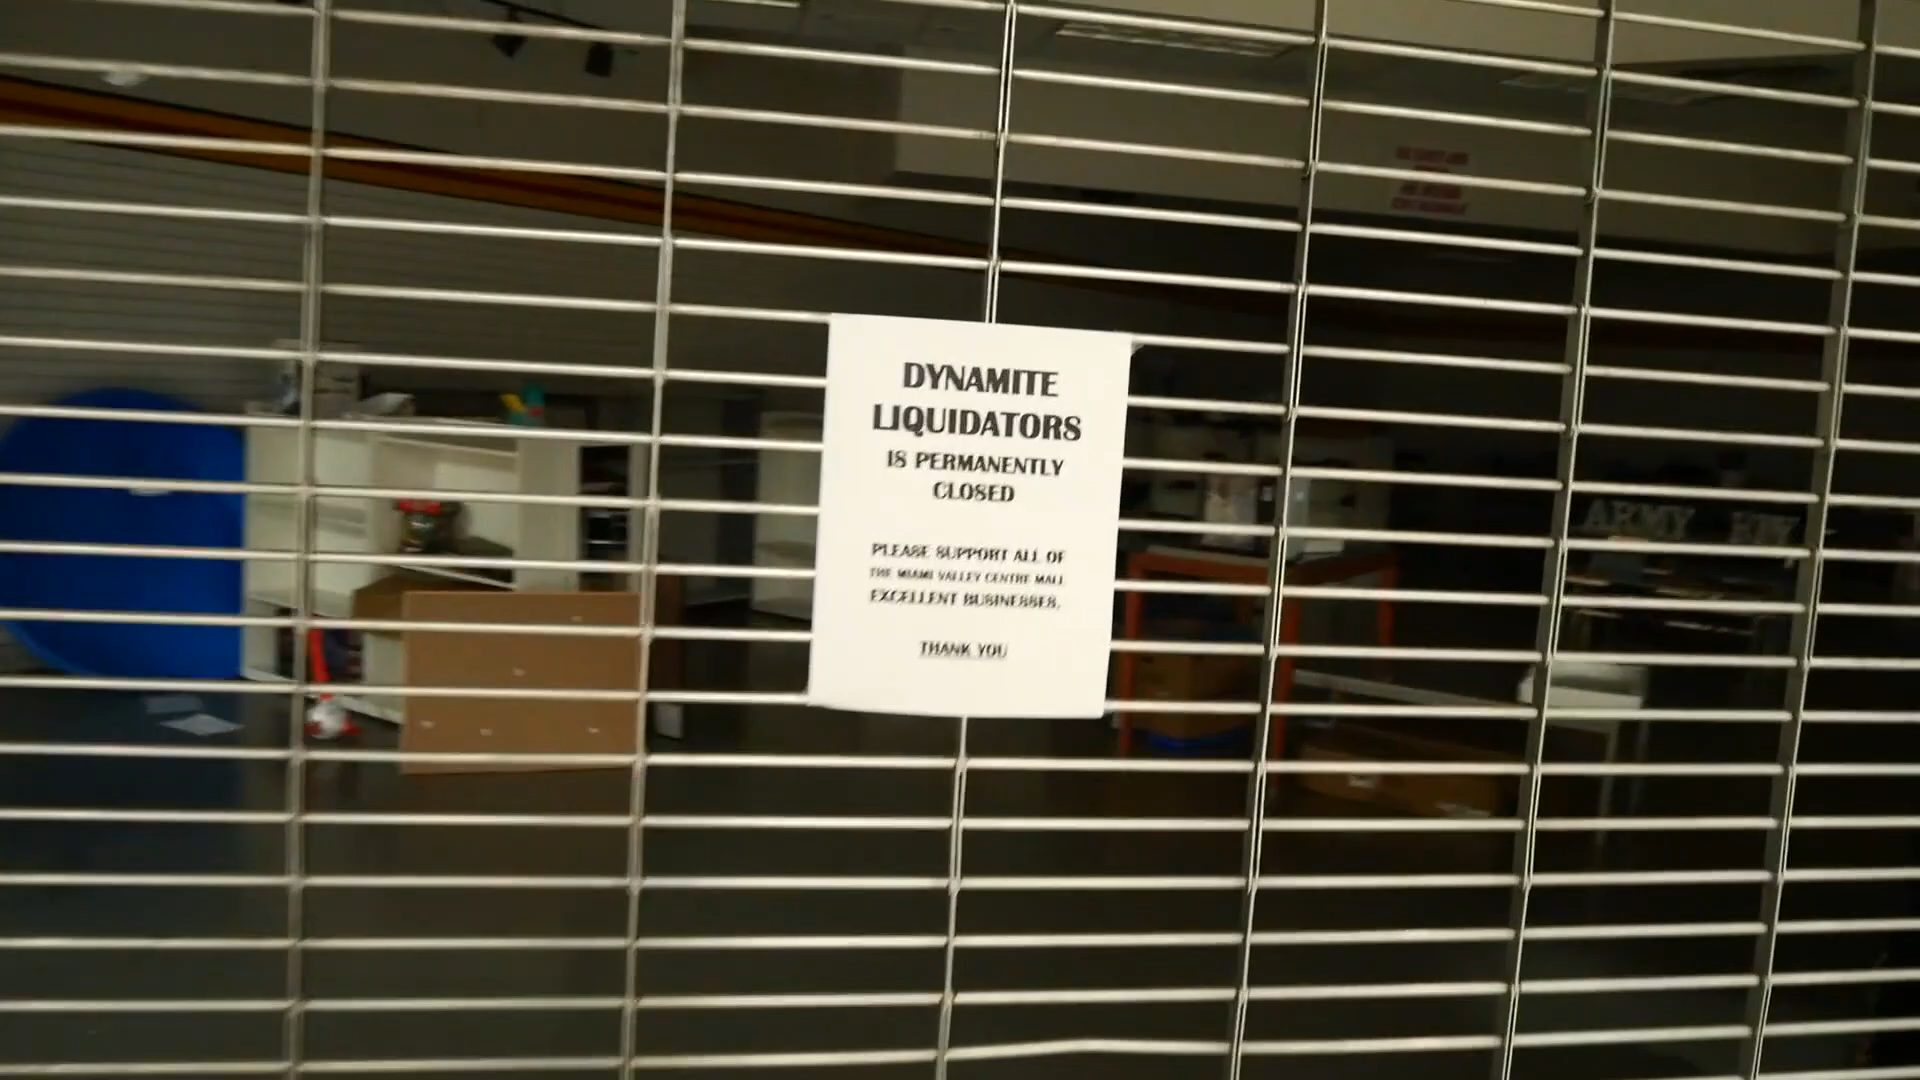 DYNAMITE
LIQUIDATORS
IS PERMANENTLY
CLOSED
PLEASE SUPPORT ALL OF
THE MIAMI VALLEY CENTRE MALL
EXCELLENT BUSINESSES.
THANK YOU
ARMY